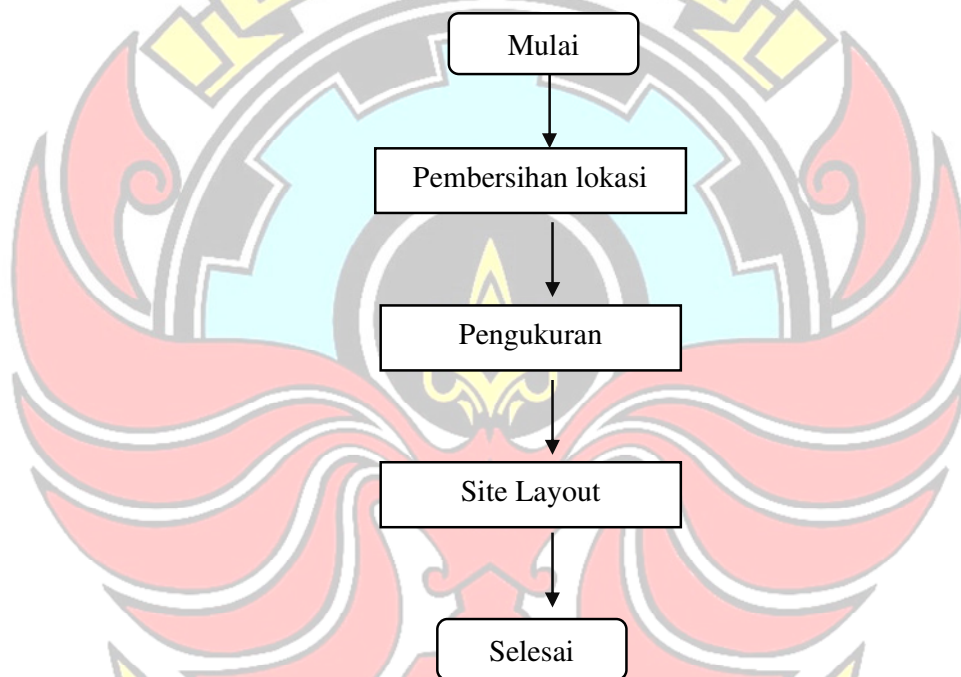 Mulai
Pembersihan lokasi
Pengukuran
Site Layout
Selesai